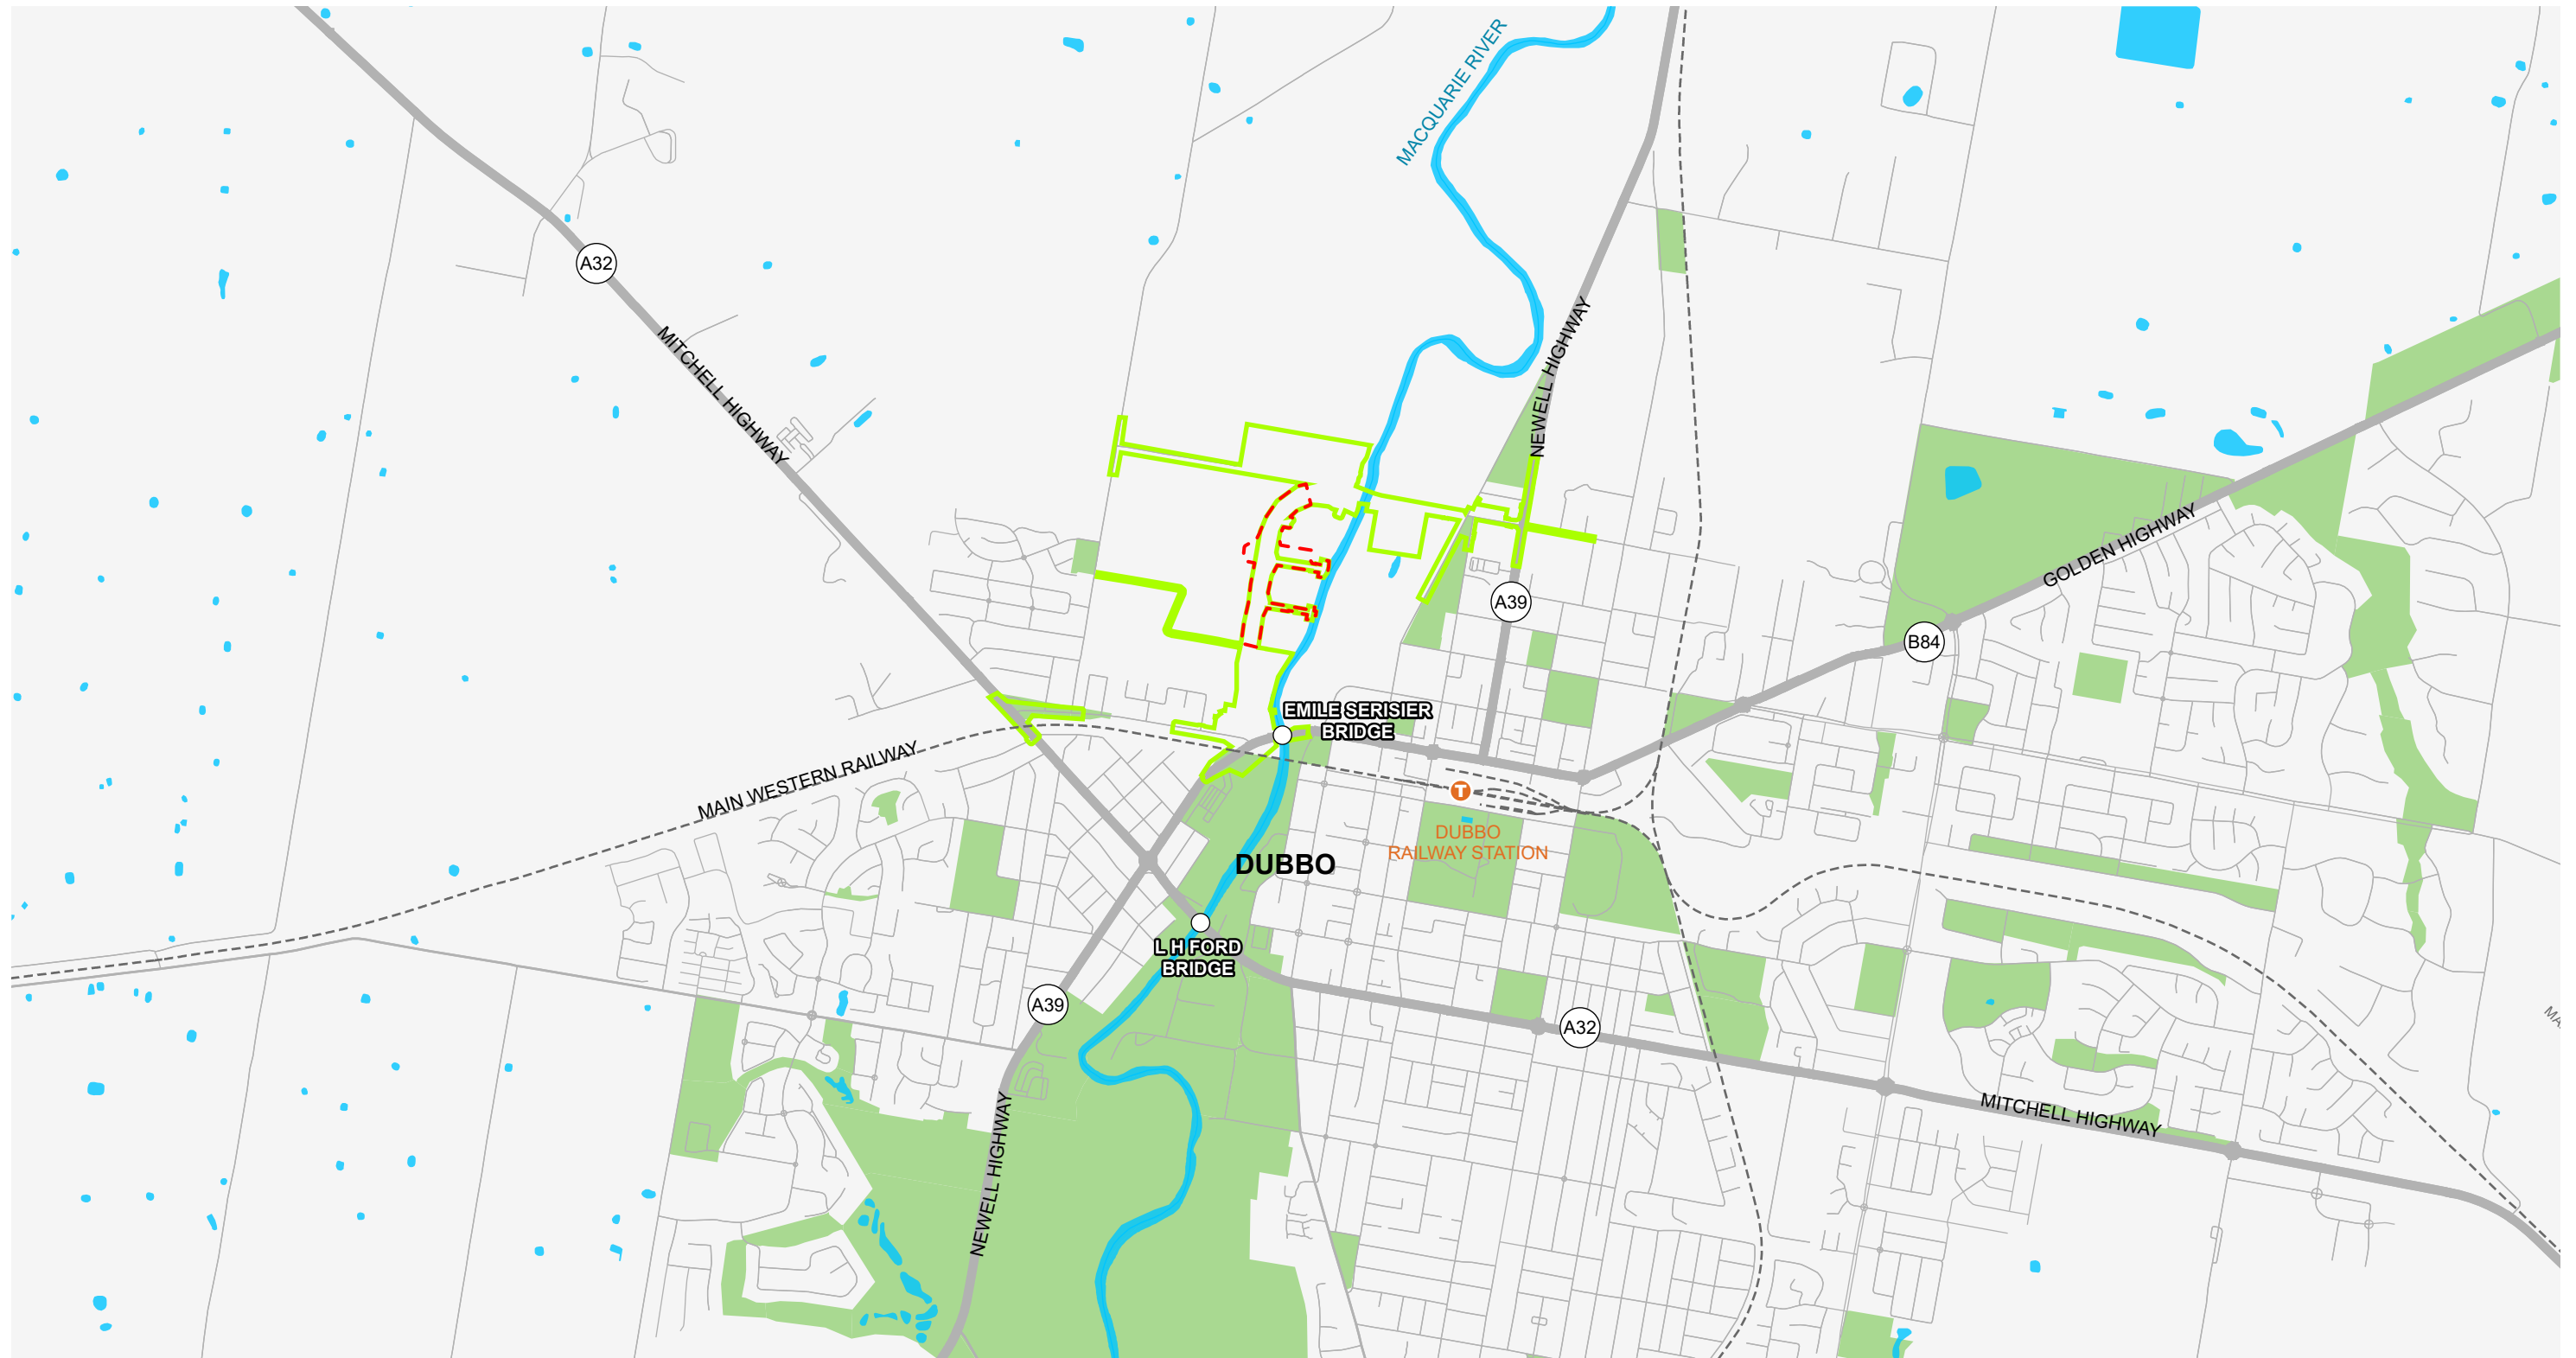 MACQUARIE RIVER
A32
MITCHELL HIGHWAY
NEWELL HIGHWAY
GOLDEN HIGHWAY
A39
B84
EMILE SERISIER
BRIDGE
MAIN WESTERN RAILWAY
T
DUBBO
RAILWAY STATION
DUBBO
L H FORD
BRIDGE
A39
A32
MITCHELL HIGHWAY
NEWELL HIGHWAY